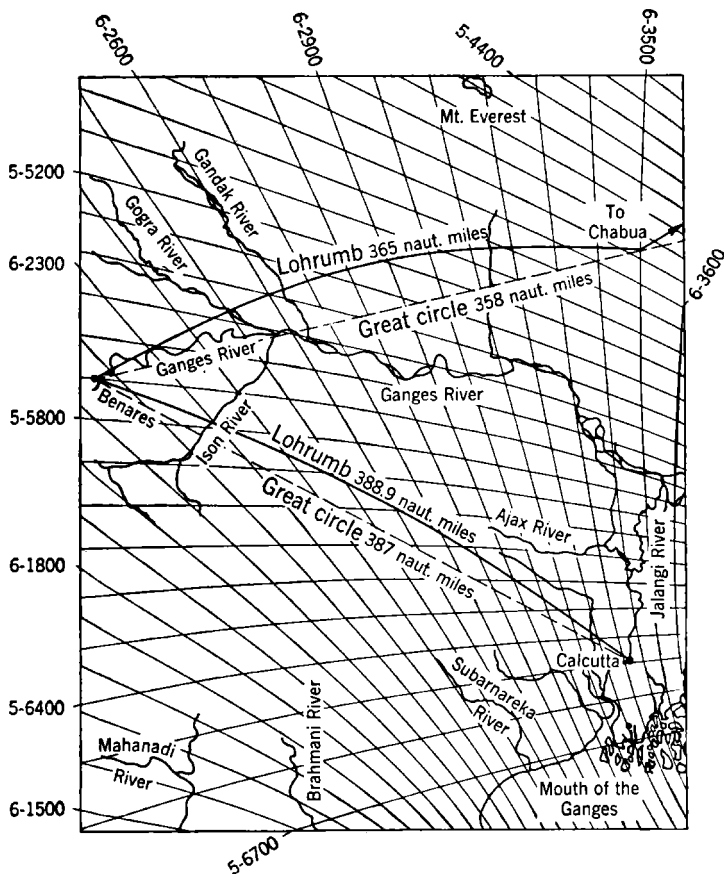 6-2600
6-2900
5-4400
6-3500
Mt. Everest
5-5200
Gandak River
Gogra River
To
Chabua
6-2300
Lohrumb 365 naut. miles
6-3600
Great circle 358 naut. miles
Ganges River
Ganges River
Benares
5-5800
Ison River
Lohrumb 388.9 naut. miles
Great circle 387 naut. miles
Ajax River
Jalangi River
6-1800
Calcutta
Subarnareka
River
5-6400
Mahanadi
River
Brahmani River
Mouth of the
Ganges
6-1500
5-6700